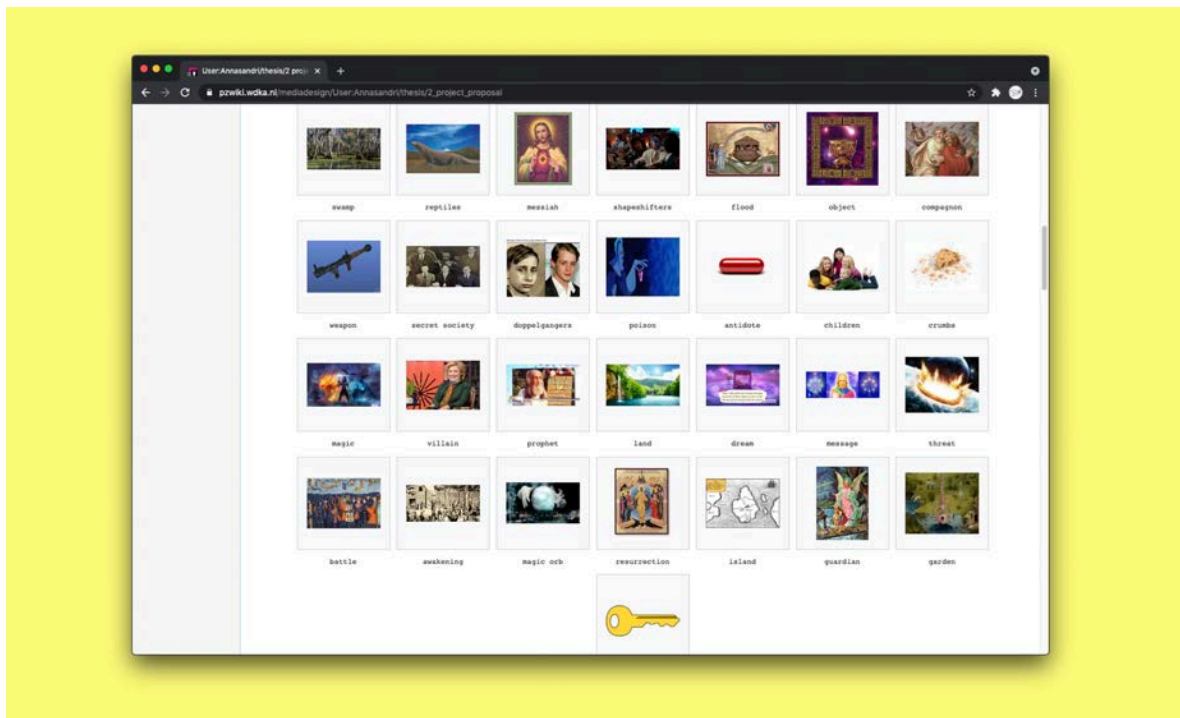 User:Annasandri/thesis/2 proje
pzwiki.wdka.nl/mediadesign/User:Annasandri/thesis/2_project_proposal
swamp reptiles messiah shapeshifters flood object compagnon
weapon secret society doppelgangers poison antidote children crumbs
magic villain prophet land dream message threat
battle awakening magic orb resurrection island guardian garden